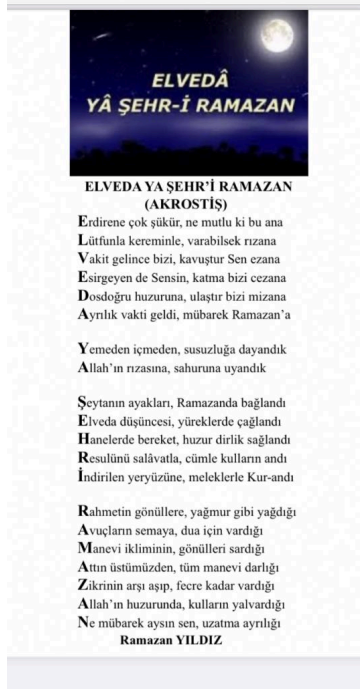 ELVEDÂ
YÂ ŞEHR-İ RAMAZAN
ELVEDA YA ŞEHR’İ RAMAZAN
(AKROSTİŞ)
Erdirene çok şükür, ne mutlu ki bu ana
Lütfunla kereminle, varabilsek rızana
Vakit gelince bizi, kavuştur Sen ezana
Esirgeyen de Sensin, katma bizi cezana
Dosdoğru huzuruna, ulaştır bizi mizana
Ayrılık vakti geldi, mübarek Ramazan’a
Yemeden içmeden, susuzluğa dayandık
Allah’ın rızasına, sahuruna uyandık
Şeytanın ayakları, Ramazanda bağlandı
Elveda düşüncesi, yüreklerde çağlandı
Hanelerde bereket, huzur dirlik sağlandı
Resulünü salâvatla, cümle kulların andı
İndirilen yeryüzüne, meleklerle Kur-andı
Rahmetin gönüllere, yağmur gibi yağdığı
Avuçların semaya, dua için vardığı
Manevi ikliminin, gönülleri sardığı
Attın üstümüzden, tüm manevi darlığı
Zikrinin arşı aşıp, fecre kadar vardığı
Allah’ın huzurunda, kulların yalvardığı
Ne mübarek aysın sen, uzatma ayrılığı
Ramazan YILDIZ